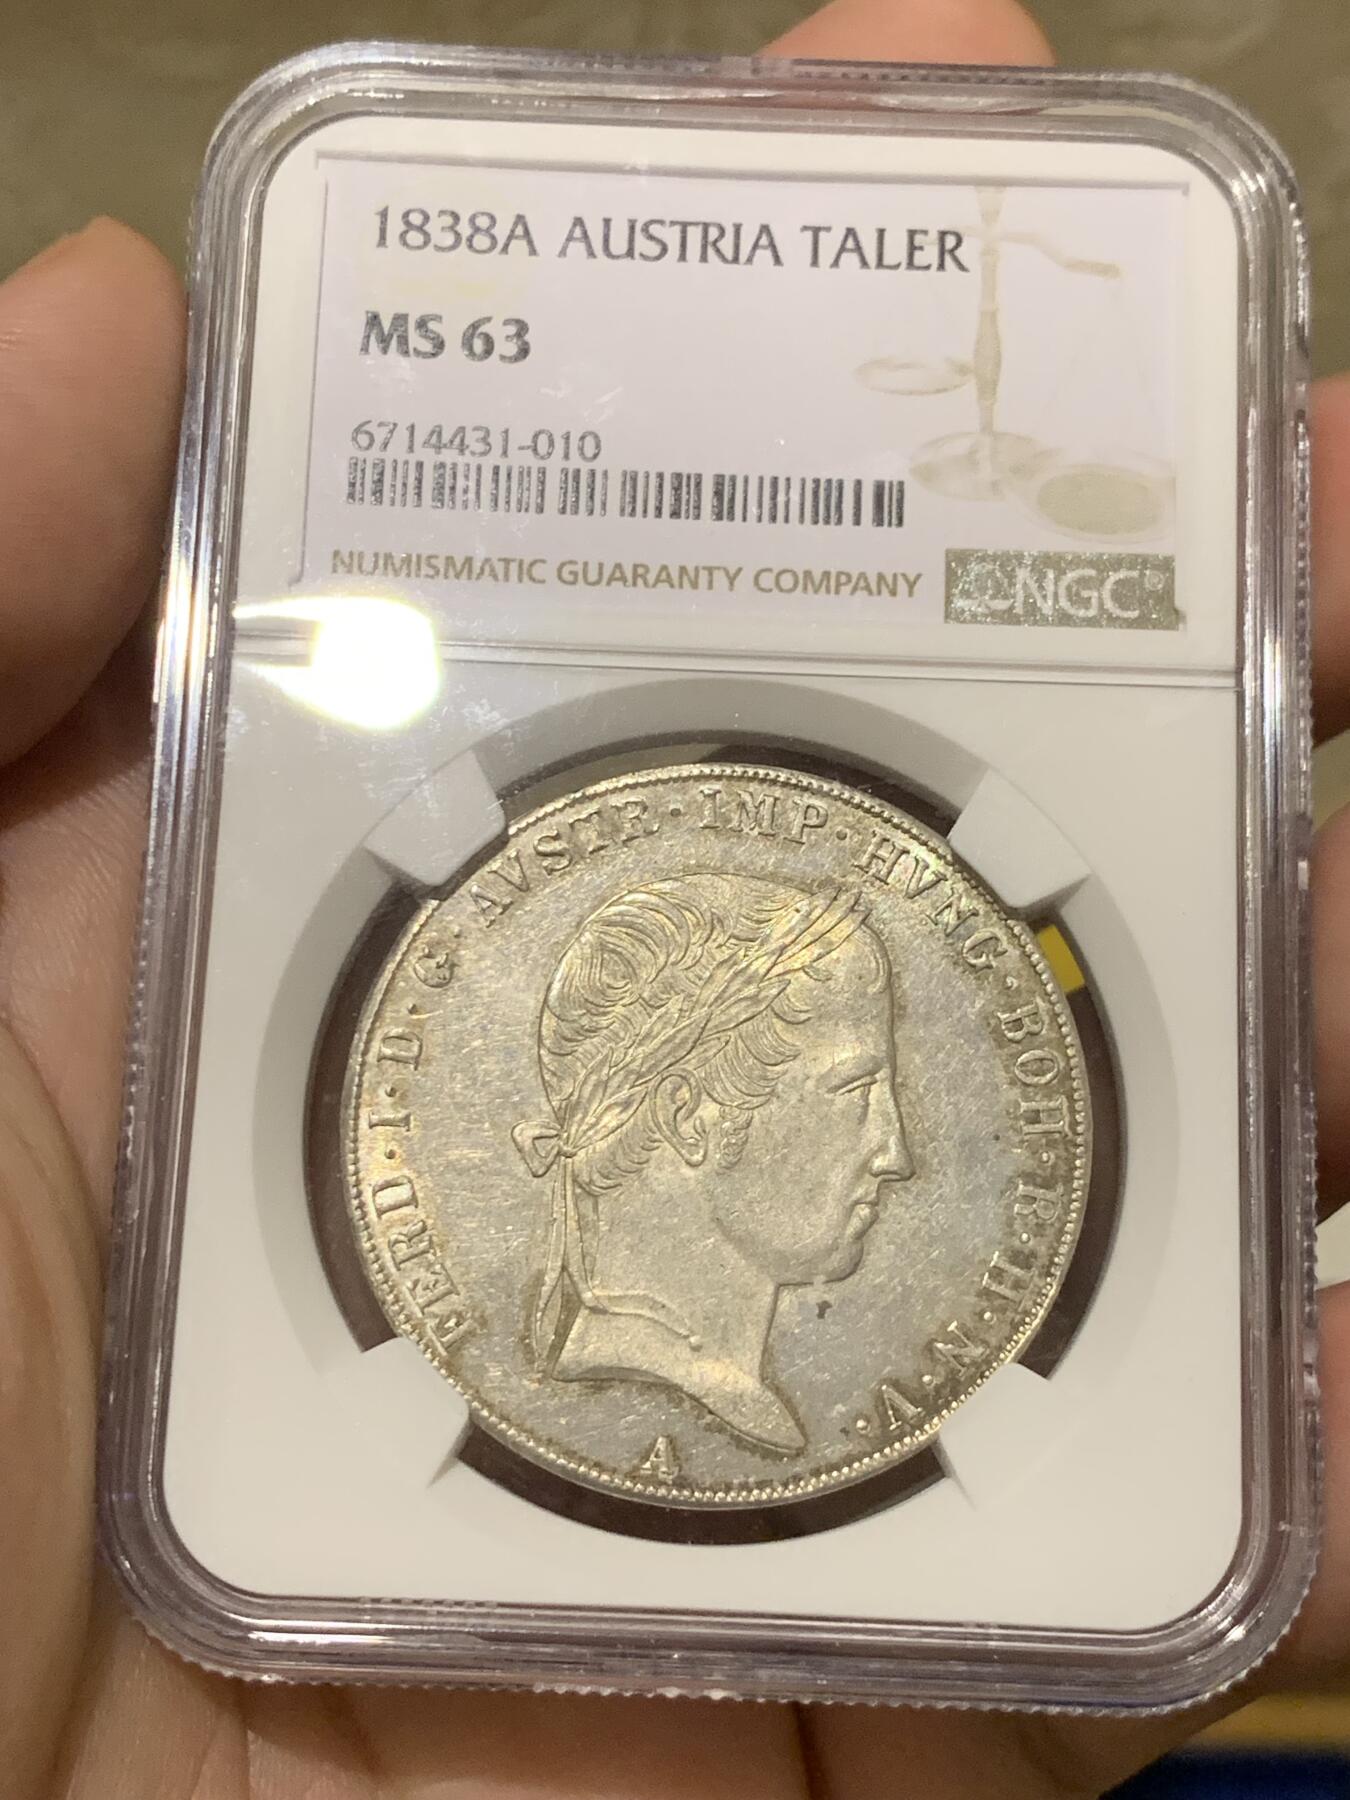 1838A AUSTRIA TALER
MS 63
6714431-010
NUMISMATIC GUARANTY COMPANY
NGC
FERD·I·D·G·AVSTR·IMP·HVNG·BOH·R·H·N·V·
A